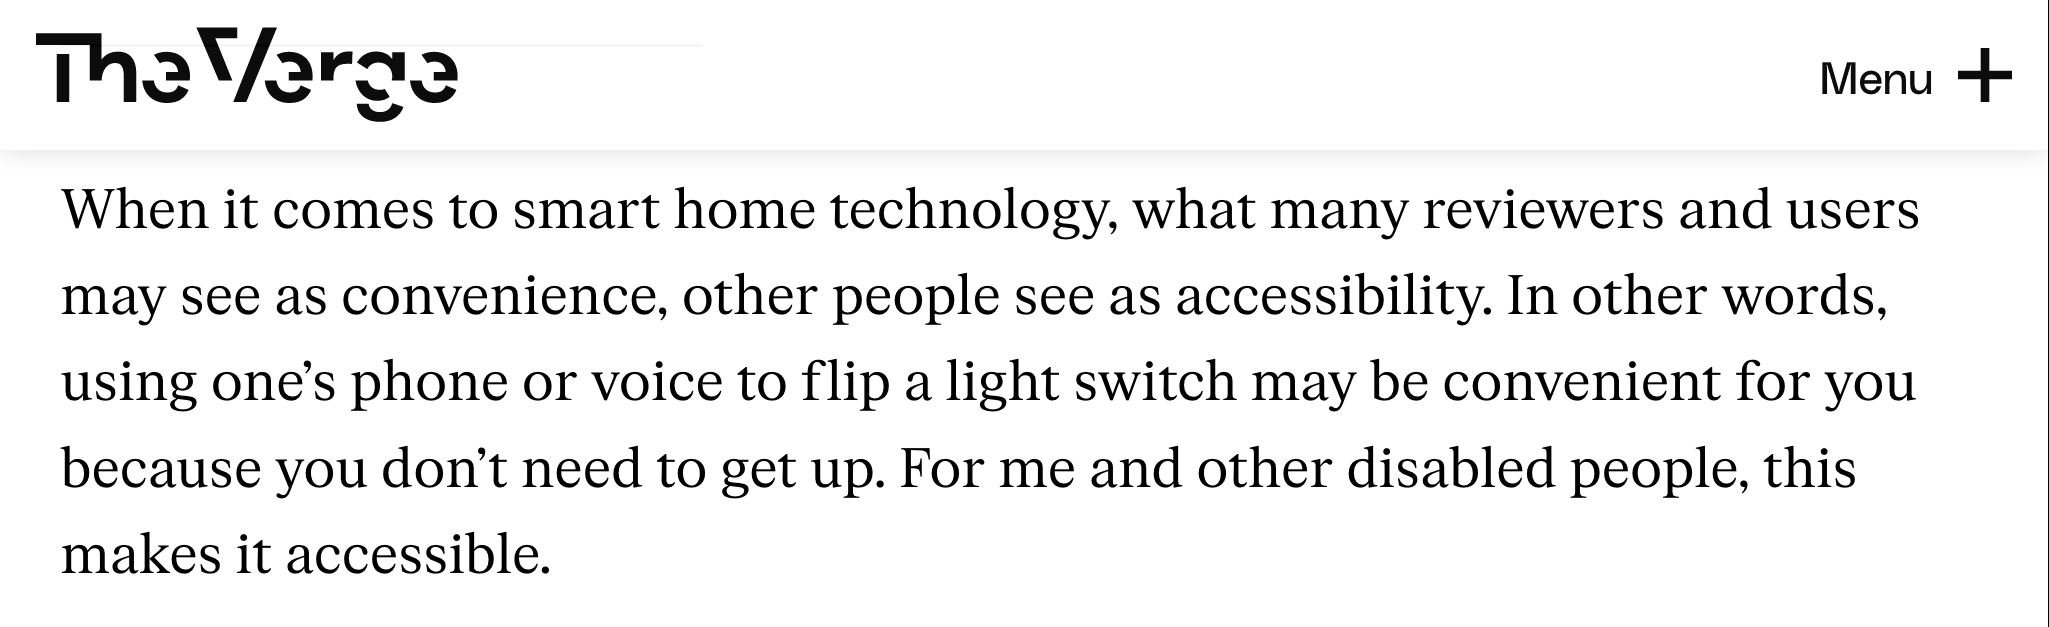 The Verge
Menu
When it comes to smart home technology, what many reviewers and users
may see as convenience, other people see as accessibility. In other words,
using one’s phone or voice to flip a light switch may be convenient for you
because you don’t need to get up. For me and other disabled people, this
makes it accessible.